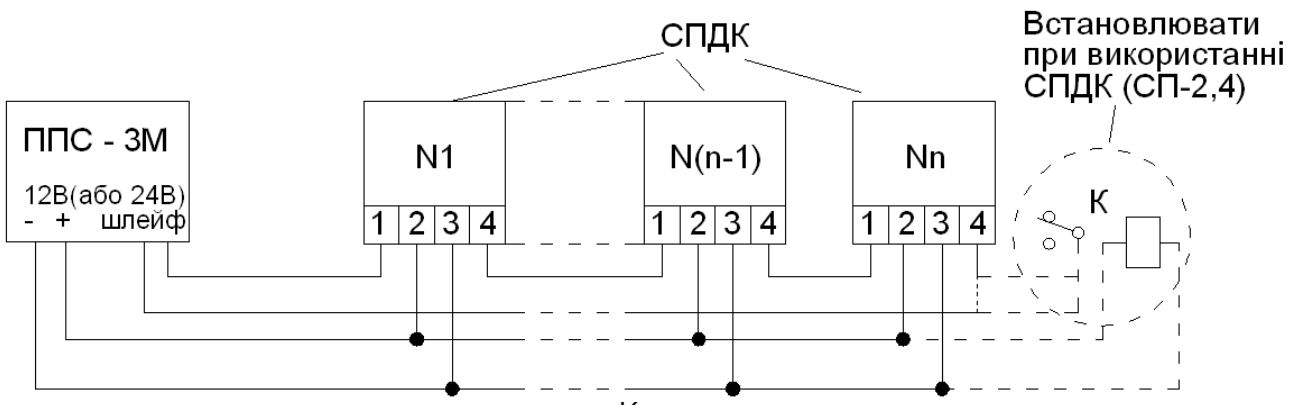 СПДК
Встановлювати
при використанні
СПДК (СП-2,4)
ППС - 3М
12В(або 24В)
- + шлейф
N1
1 2 3 4
N(n-1)
1 2 3 4
Nn
1 2 3 4
К